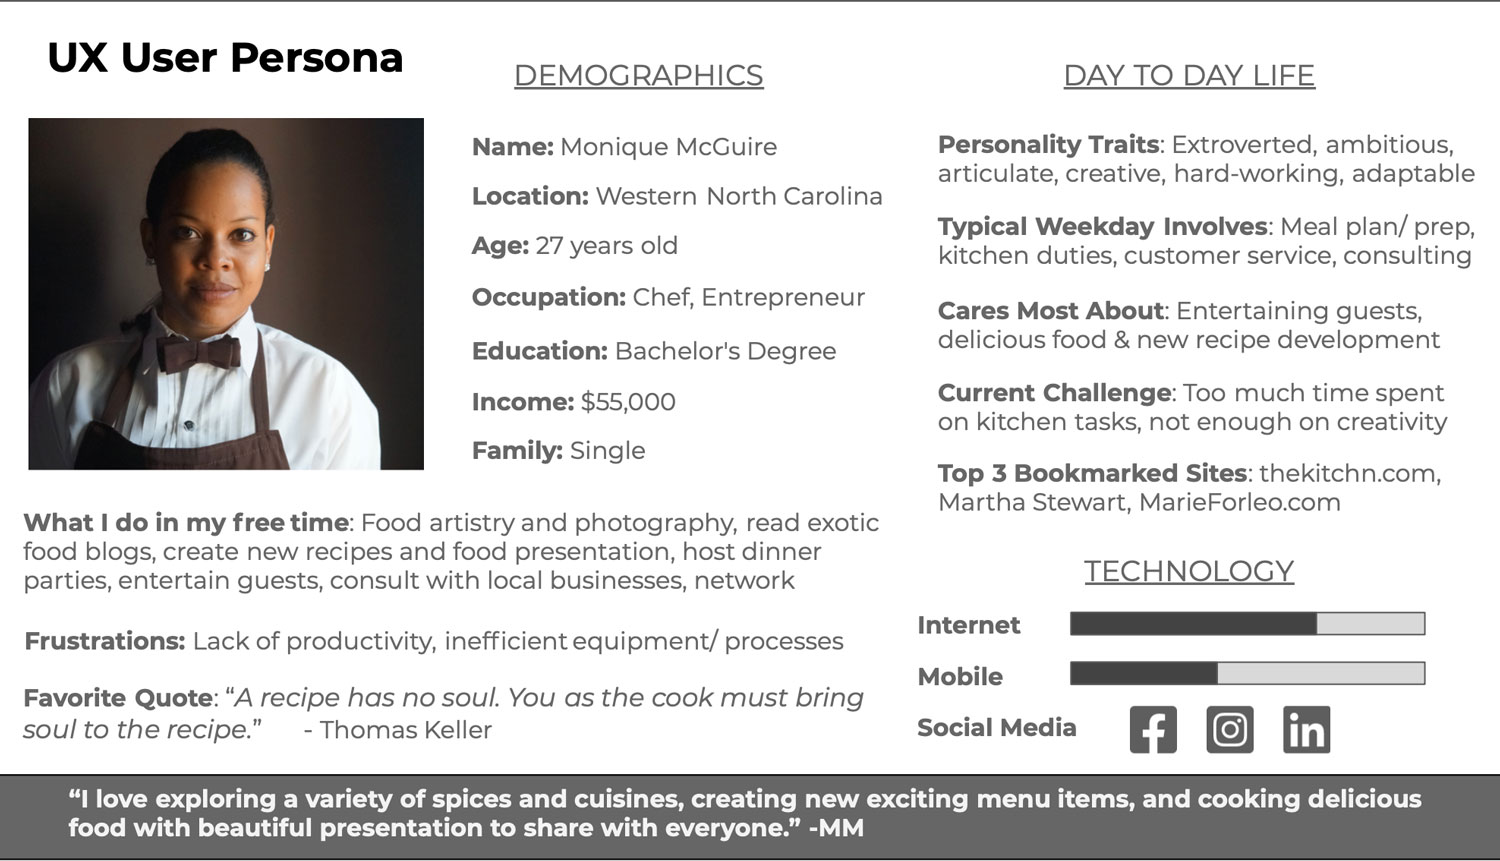 UX User Persona
DEMOGRAPHICS
Name: Monique McGuire
Location: Western North Carolina
Age: 27 years old
Occupation: Chef, Entrepreneur
Education: Bachelor's Degree
Income: $55,000
Family: Single
What I do in my free time: Food artistry and photography, read exotic
food blogs, create new recipes and food presentation, host dinner
parties, entertain guests, consult with local businesses, network
Frustrations: Lack of productivity, inefficient equipment/ processes
Favorite Quote: “A recipe has no soul. You as the cook must bring
soul to the recipe.” - Thomas Keller
DAY TO DAY LIFE
Personality Traits: Extroverted, ambitious,
articulate, creative, hard-working, adaptable
Typical Weekday Involves: Meal plan/ prep,
kitchen duties, customer service, consulting
Cares Most About: Entertaining guests,
delicious food & new recipe development
Current Challenge: Too much time spent
on kitchen tasks, not enough on creativity
Top 3 Bookmarked Sites: thekitchn.com,
Martha Stewart, MarieForleo.com
TECHNOLOGY
Internet
Mobile
Social Media
“I love exploring a variety of spices and cuisines, creating new exciting menu items, and cooking delicious
food with beautiful presentation to share with everyone.” -MM